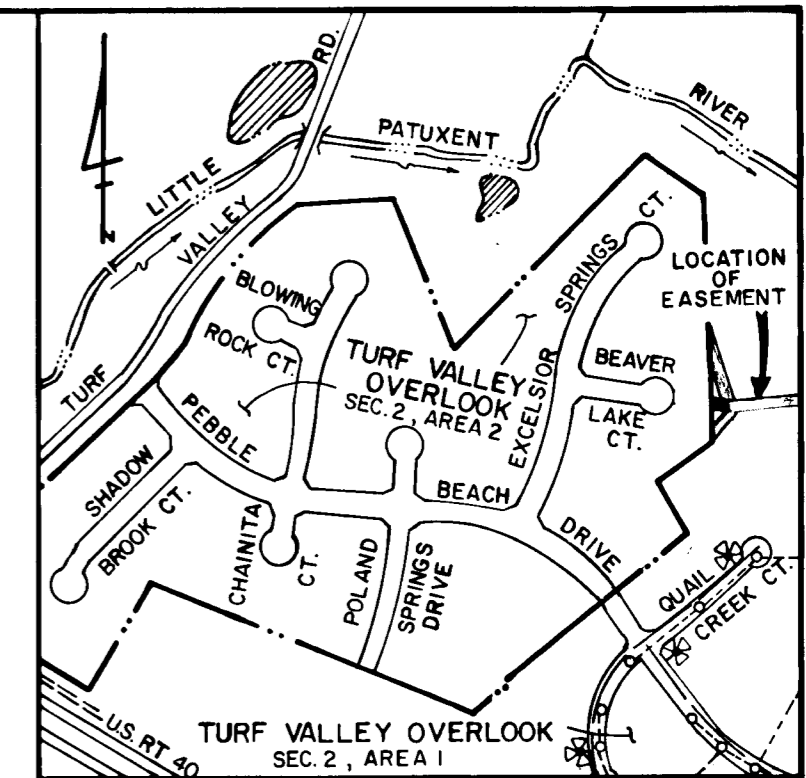 RD.
PATUXENT
RIVER
LITTLE
VALLEY
TURF
N
BLOWING
ROCK CT.
SPRINGS
CT.
EXCELSIOR
LOCATION
OF
EASEMENT
TURF VALLEY
OVERLOOK
SEC. 2, AREA 2
BEAVER
LAKE
CT.
PEBBLE
BEACH
DRIVE
SHADOW
BROOK CT.
CHAINITA
CT.
POLAND
SPRINGS
DRIVE
QUAIL
CREEK CT.
U.S. RT 40
TURF VALLEY OVERLOOK
SEC. 2, AREA 1